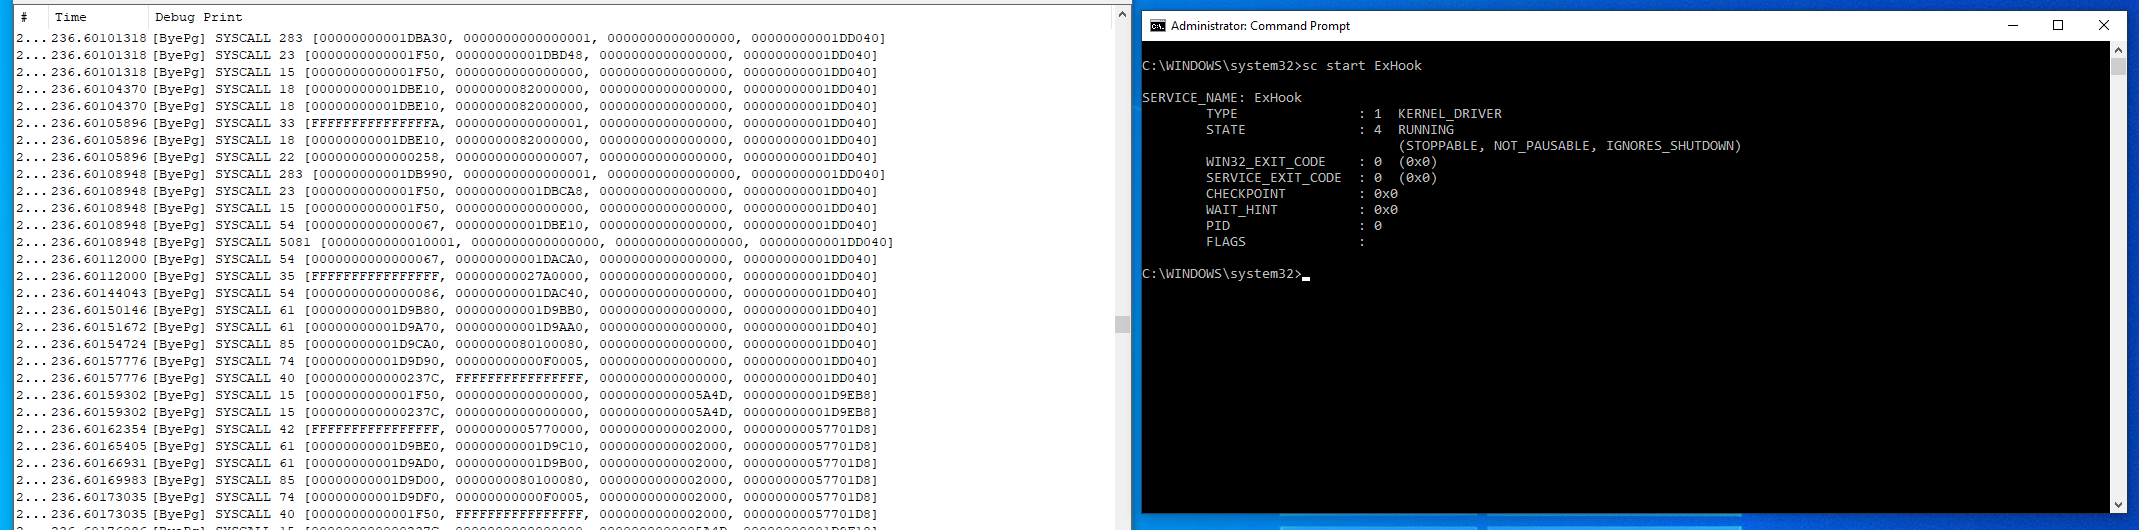 # Time Debug Print
2... 236.60101318 [ByePg] SYSCALL 283 [00000000001DBA30, 0000000000000001, 0000000000000000, 00000000001DD040]
2... 236.60101318 [ByePg] SYSCALL 23 [0000000000001F50, 00000000001DBD48, 0000000000000000, 00000000001DD040]
2... 236.60101318 [ByePg] SYSCALL 15 [0000000000001F50, 0000000000000000, 0000000000000000, 00000000001DD040]
2... 236.60104370 [ByePg] SYSCALL 18 [00000000001DBE10, 0000000082000000, 0000000000000000, 00000000001DD040]
2... 236.60104370 [ByePg] SYSCALL 18 [00000000001DBE10, 0000000082000000, 0000000000000000, 00000000001DD040]
2... 236.60105896 [ByePg] SYSCALL 33 [FFFFFFFFFFFFFFFA, 0000000000000001, 0000000000000000, 00000000001DD040]
2... 236.60105896 [ByePg] SYSCALL 18 [00000000001DBE10, 0000000082000000, 0000000000000000, 00000000001DD040]
2... 236.60105896 [ByePg] SYSCALL 22 [0000000000000258, 0000000000000007, 0000000000000000, 00000000001DD040]
2... 236.60108948 [ByePg] SYSCALL 283 [00000000001DB990, 0000000000000001, 0000000000000000, 00000000001DD040]
2... 236.60108948 [ByePg] SYSCALL 23 [0000000000001F50, 00000000001DBCA8, 0000000000000000, 00000000001DD040]
2... 236.60108948 [ByePg] SYSCALL 15 [0000000000001F50, 0000000000000000, 0000000000000000, 00000000001DD040]
2... 236.60108948 [ByePg] SYSCALL 54 [0000000000000067, 00000000001DBE10, 0000000000000000, 00000000001DD040]
2... 236.60108948 [ByePg] SYSCALL 5081 [0000000000010001, 0000000000000000, 0000000000000000, 00000000001DD040]
2... 236.60112000 [ByePg] SYSCALL 54 [0000000000000067, 00000000001DACA0, 0000000000000000, 00000000001DD040]
2... 236.60112000 [ByePg] SYSCALL 35 [FFFFFFFFFFFFFFFF, 00000000027A0000, 0000000000000000, 00000000001DD040]
2... 236.60144043 [ByePg] SYSCALL 54 [0000000000000086, 00000000001DAC40, 0000000000000000, 00000000001DD040]
2... 236.60150146 [ByePg] SYSCALL 61 [00000000001D9B80, 00000000001D9BB0, 0000000000000000, 00000000001DD040]
2... 236.60151672 [ByePg] SYSCALL 61 [00000000001D9A70, 00000000001D9AA0, 0000000000000000, 00000000001DD040]
2... 236.60154724 [ByePg] SYSCALL 85 [00000000001D9CA0, 0000000080100080, 0000000000000000, 00000000001DD040]
2... 236.60157776 [ByePg] SYSCALL 74 [00000000001D9D90, 00000000000F0005, 0000000000000000, 00000000001DD040]
2... 236.60157776 [ByePg] SYSCALL 40 [000000000000237C, FFFFFFFFFFFFFFFF, 0000000000000000, 00000000001DD040]
2... 236.60159302 [ByePg] SYSCALL 15 [0000000000001F50, 0000000000000000, 0000000000005A4D, 00000000001D9EB8]
2... 236.60159302 [ByePg] SYSCALL 15 [000000000000237C, 0000000000000000, 0000000000005A4D, 00000000001D9EB8]
2... 236.60162354 [ByePg] SYSCALL 42 [FFFFFFFFFFFFFFFF, 0000000005770000, 0000000000002000, 00000000057701D8]
2... 236.60165405 [ByePg] SYSCALL 61 [00000000001D9BE0, 00000000001D9C10, 0000000000002000, 00000000057701D8]
2... 236.60166931 [ByePg] SYSCALL 61 [00000000001D9AD0, 00000000001D9B00, 0000000000002000, 00000000057701D8]
2... 236.60169983 [ByePg] SYSCALL 85 [00000000001D9D00, 0000000080100080, 0000000000002000, 00000000057701D8]
2... 236.60173035 [ByePg] SYSCALL 74 [00000000001D9DF0, 00000000000F0005, 0000000000002000, 00000000057701D8]
2... 236.60173035 [ByePg] SYSCALL 40 [0000000000001F50, FFFFFFFFFFFFFFFF, 0000000000002000, 00000000057701D8]
Administrator: Command Prompt
C:\WINDOWS\system32>sc start ExHook
SERVICE_NAME: ExHook
TYPE : 1 KERNEL_DRIVER
STATE : 4 RUNNING
(STOPPABLE, NOT_PAUSABLE, IGNORES_SHUTDOWN)
WIN32_EXIT_CODE : 0 (0x0)
SERVICE_EXIT_CODE : 0 (0x0)
CHECKPOINT : 0x0
WAIT_HINT : 0x0
PID : 0
FLAGS :
C:\WINDOWS\system32>